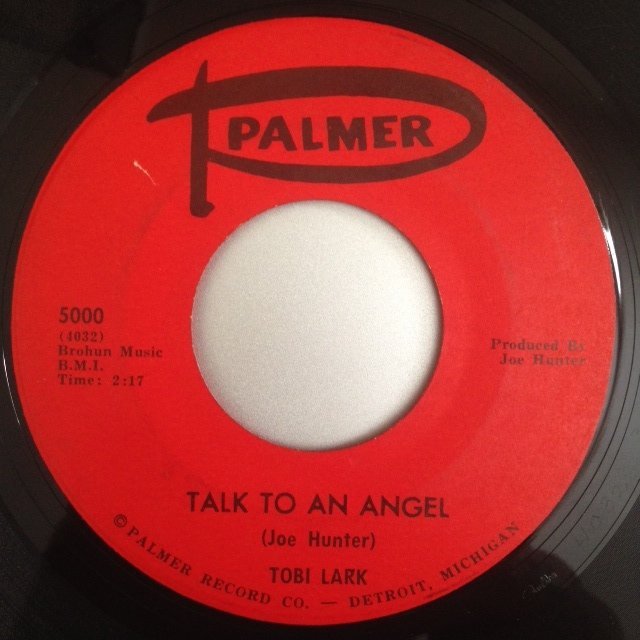 PALMER
5000
(4032)
Brohun Music
B.M.I.
Time: 2:17
Produced By
Joe Hunter
TALK TO AN ANGEL
(Joe Hunter)
TOBI LARK
© PALMER RECORD CO. — DETROIT, MICHIGAN